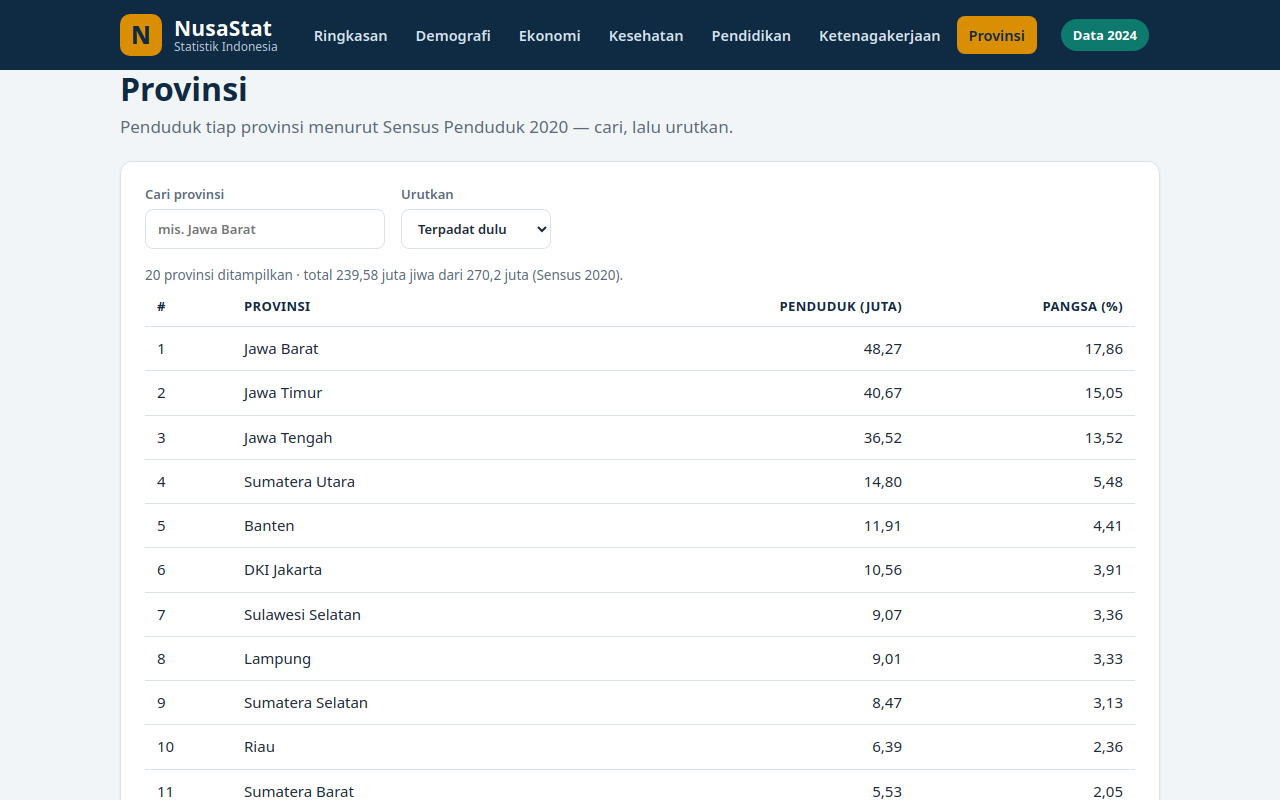 N
NusaStat
Statistik Indonesia
Ringkasan Demografi Ekonomi Kesehatan Pendidikan Ketenagakerjaan Provinsi Data 2024
Provinsi
Penduduk tiap provinsi menurut Sensus Penduduk 2020 — cari, lalu urutkan.
Cari provinsi Urutkan
mis. Jawa Barat Terpadat dulu
20 provinsi ditampilkan · total 239,58 juta jiwa dari 270,2 juta (Sensus 2020).
# PROVINSI PENDUDUK (JUTA) PANGSA (%)
1 Jawa Barat 48,27 17,86
2 Jawa Timur 40,67 15,05
3 Jawa Tengah 36,52 13,52
4 Sumatera Utara 14,80 5,48
5 Banten 11,91 4,41
6 DKI Jakarta 10,56 3,91
7 Sulawesi Selatan 9,07 3,36
8 Lampung 9,01 3,33
9 Sumatera Selatan 8,47 3,13
10 Riau 6,39 2,36
11 Sumatera Barat 5,53 2,05